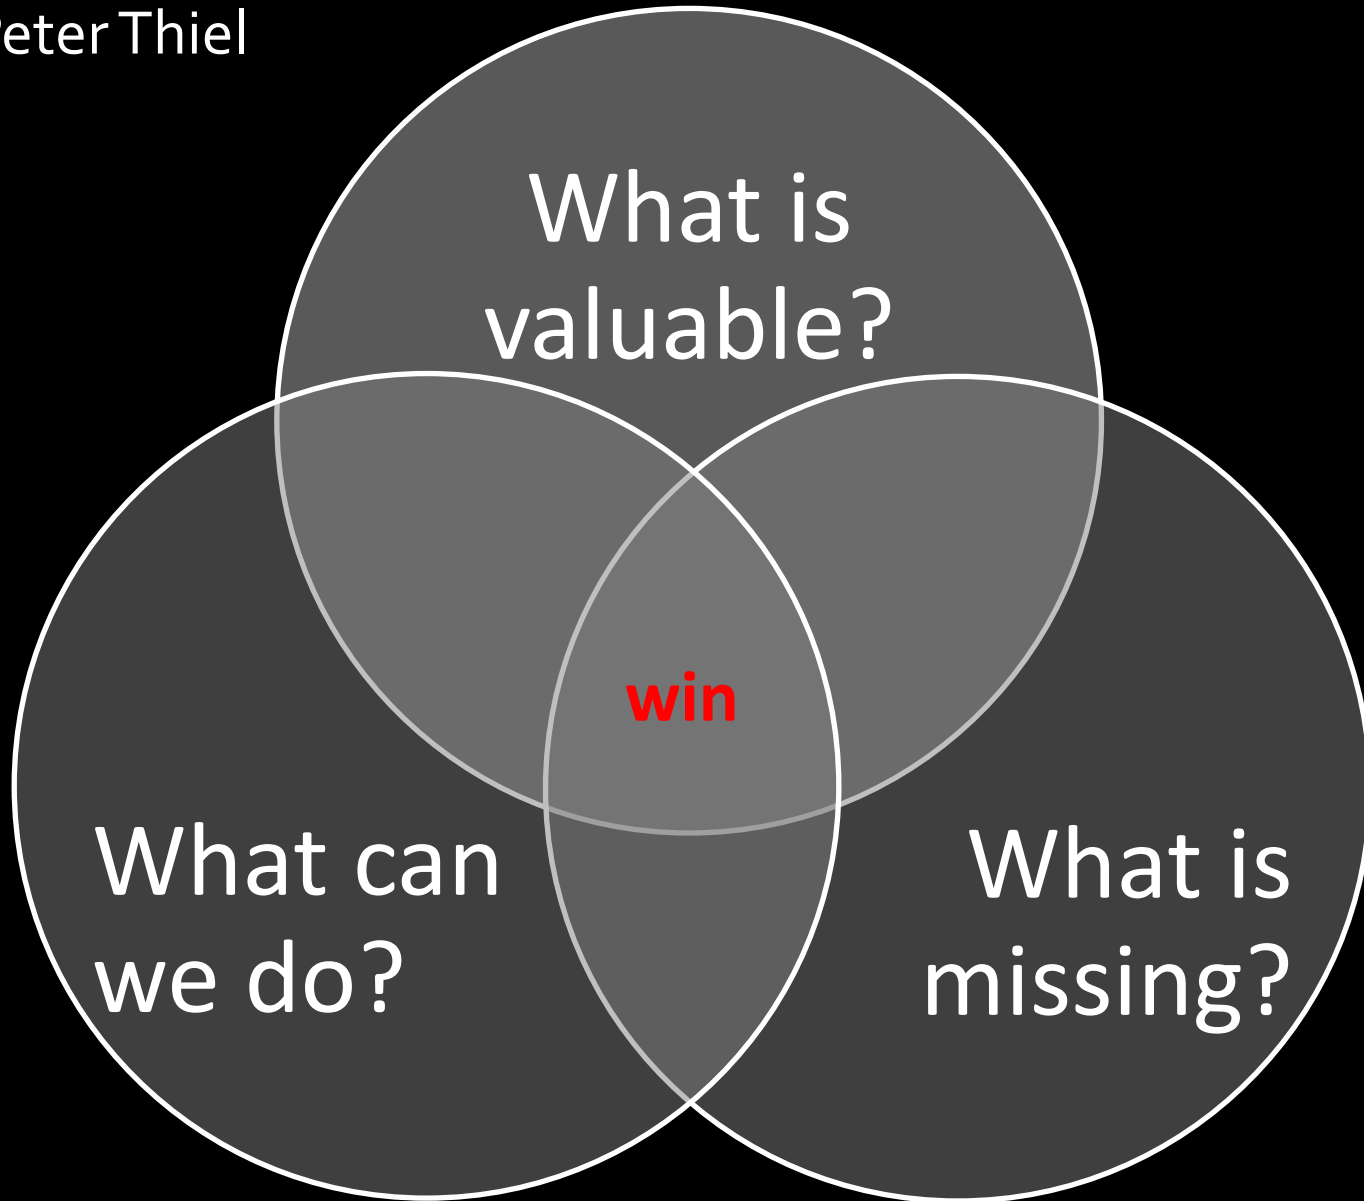 eter Thiel
What is
valuable?
win
What can
we do?
What is
missing?